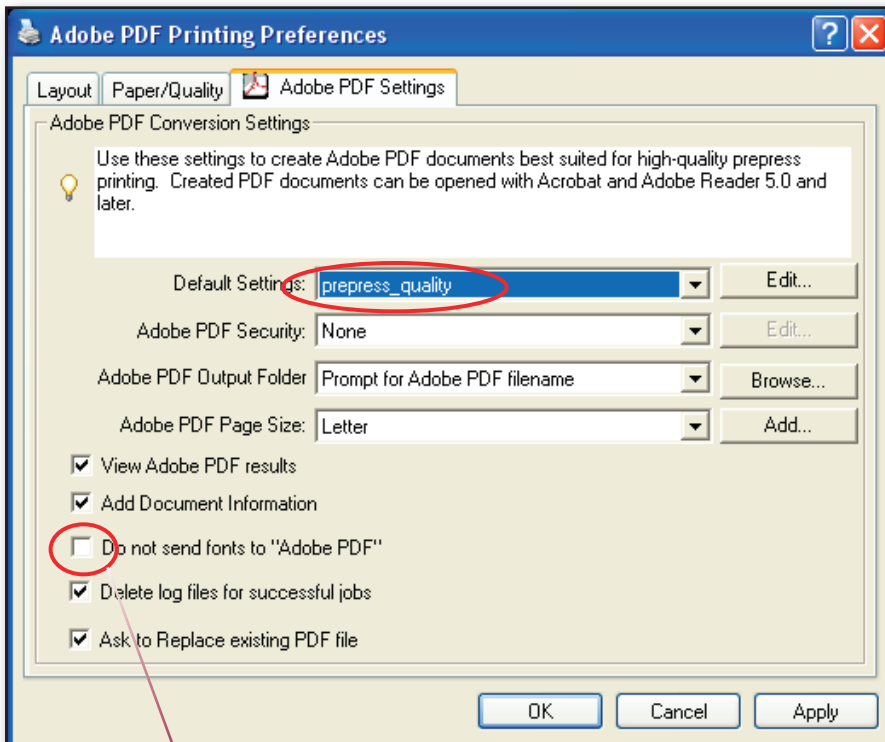 Adobe PDF Printing Preferences
Layout Paper/Quality Adobe PDF Settings
Adobe PDF Conversion Settings
Use these settings to create Adobe PDF documents best suited for high-quality prepress
printing. Created PDF documents can be opened with Acrobat and Adobe Reader 5.0 and
later.
Default Settings: prepress_quality Edit...
Adobe PDF Security: None Edit...
Adobe PDF Output Folder Prompt for Adobe PDF filename Browse...
Adobe PDF Page Size: Letter Add...
View Adobe PDF results
Add Document Information
Do not send fonts to "Adobe PDF"
Delete log files for successful jobs
Ask to Replace existing PDF file
OK Cancel Apply